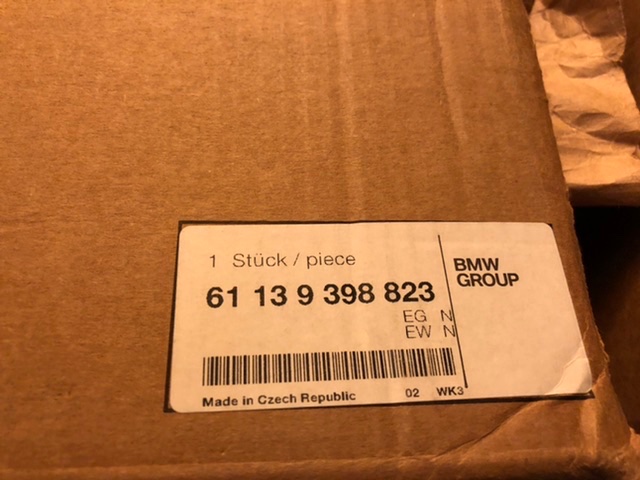 1 Stück / piece
61 13 9 398 823
EG N
EW N
BMW
GROUP
Made in Czech Republic 02 WK3